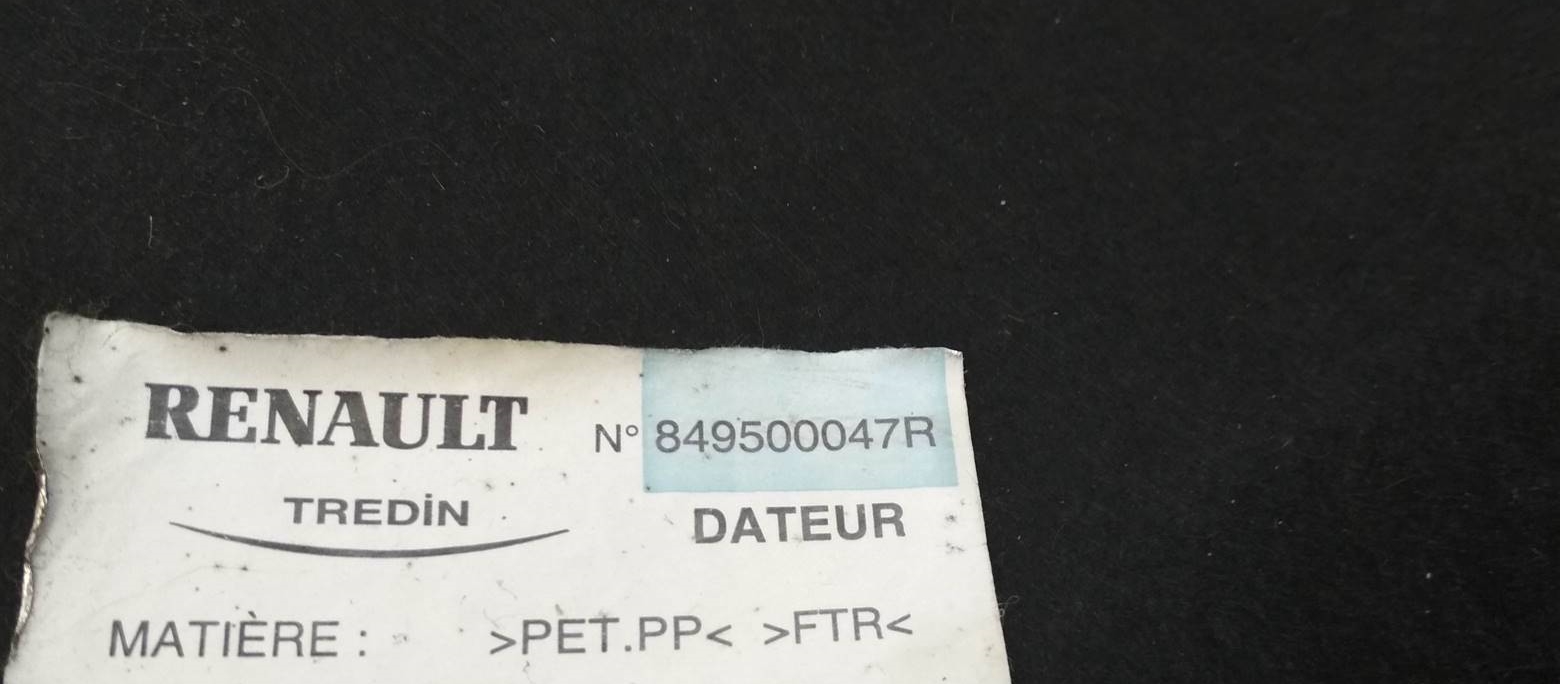 RENAULT N° 849500047R
TREDİN DATEUR
MATIÈRE : >PET.PP< >FTR<